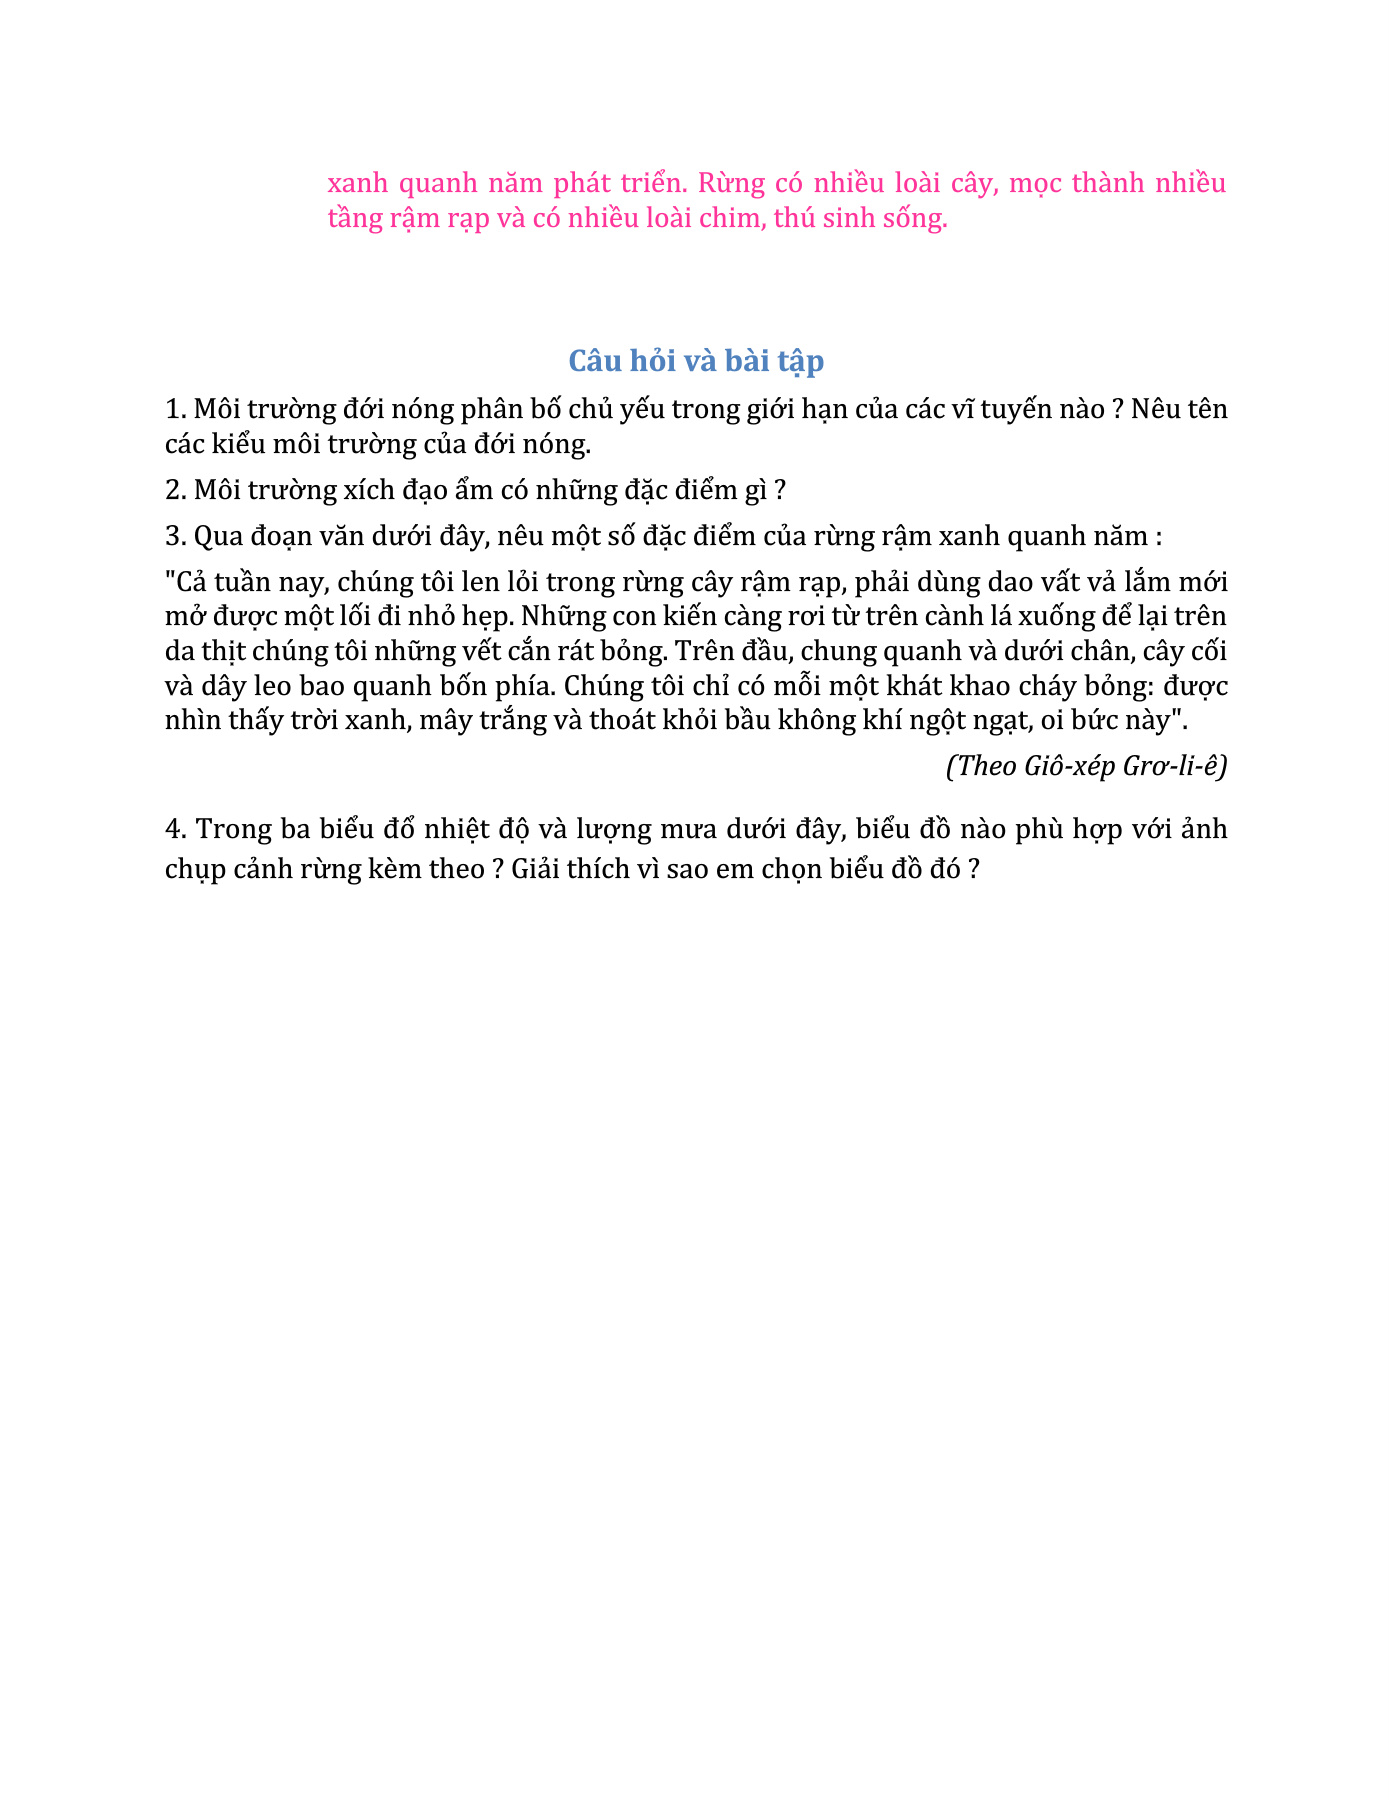 xanh quanh năm phát triển. Rừng có nhiều loài cây, mọc thành nhiều
tầng rậm rạp và có nhiều loài chim, thú sinh sống.
Câu hỏi và bài tập
1. Môi trường đới nóng phân bố chủ yếu trong giới hạn của các vĩ tuyến nào ? Nêu tên
các kiểu môi trường của đới nóng.
2. Môi trường xích đạo ẩm có những đặc điểm gì ?
3. Qua đoạn văn dưới đây, nêu một số đặc điểm của rừng rậm xanh quanh năm :
"Cả tuần nay, chúng tôi len lỏi trong rừng cây rậm rạp, phải dùng dao vất vả lắm mới
mở được một lối đi nhỏ hẹp. Những con kiến càng rơi từ trên cành lá xuống để lại trên
da thịt chúng tôi những vết cắn rát bỏng. Trên đầu, chung quanh và dưới chân, cây cối
và dây leo bao quanh bốn phía. Chúng tôi chỉ có mỗi một khát khao cháy bỏng: được
nhìn thấy trời xanh, mây trắng và thoát khỏi bầu không khí ngột ngạt, oi bức này".
(Theo Giô-xép Grơ-li-ê)
4. Trong ba biểu đổ nhiệt độ và lượng mưa dưới đây, biểu đồ nào phù hợp với ảnh
chụp cảnh rừng kèm theo ? Giải thích vì sao em chọn biểu đồ đó ?